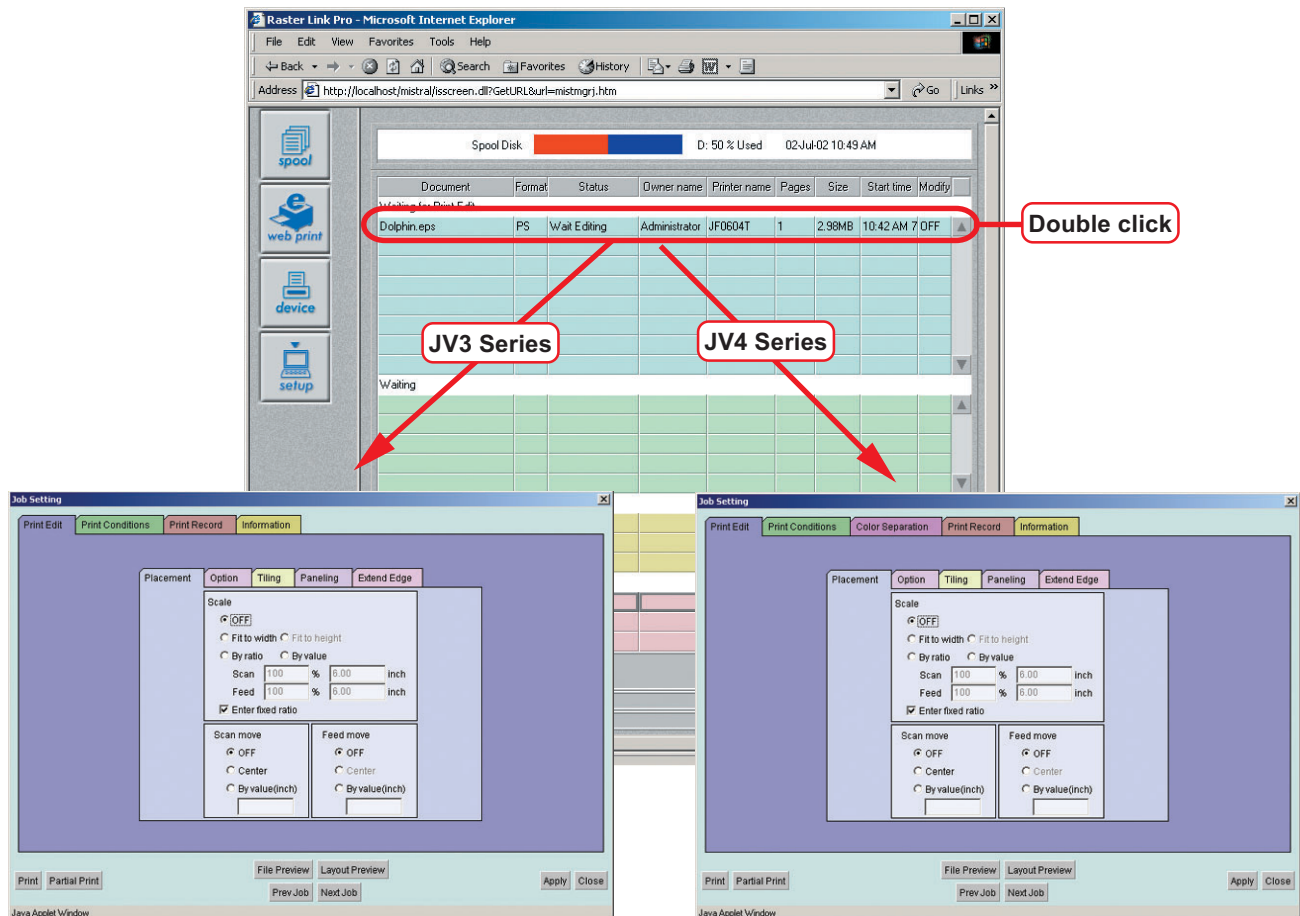 Raster Link Pro - Microsoft Internet Explorer
File Edit View Favorites Tools Help
Back Search Favorites History
Address http://localhost/mistral/isscreen.dll?GetURL&url=mistmgrj.htm Go Links »
spool
web print
device
setup
Spool Disk D: 50 % Used 02-Jul-02 10:49 AM
Document Format Status Owner name Printer name Pages Size Start time Modify
Waiting for Print Edit
Dolphin.eps PS Wait Editing Administrator JF0604T 1 2.98MB 10:42 AM 7 OFF
Double click
JV3 Series
JV4 Series
Waiting
Job Setting
Print Edit Print Conditions Print Record Information
Placement Option Tiling Paneling Extend Edge
Scale
OFF
Fit to width Fit to height
By ratio By value
Scan 100 % 6.00 inch
Feed 100 % 6.00 inch
Enter fixed ratio
Scan move Feed move
OFF OFF
Center Center
By value(inch) By value(inch)
File Preview Layout Preview
Print Partial Print Apply Close
Prev Job Next Job
Java Applet Window
Job Setting
Print Edit Print Conditions Color Separation Print Record Information
Placement Option Tiling Paneling Extend Edge
Scale
OFF
Fit to width Fit to height
By ratio By value
Scan 100 % 6.00 inch
Feed 100 % 6.00 inch
Enter fixed ratio
Scan move Feed move
OFF OFF
Center Center
By value(inch) By value(inch)
File Preview Layout Preview
Print Partial Print Apply Close
Prev Job Next Job
Java Applet Window